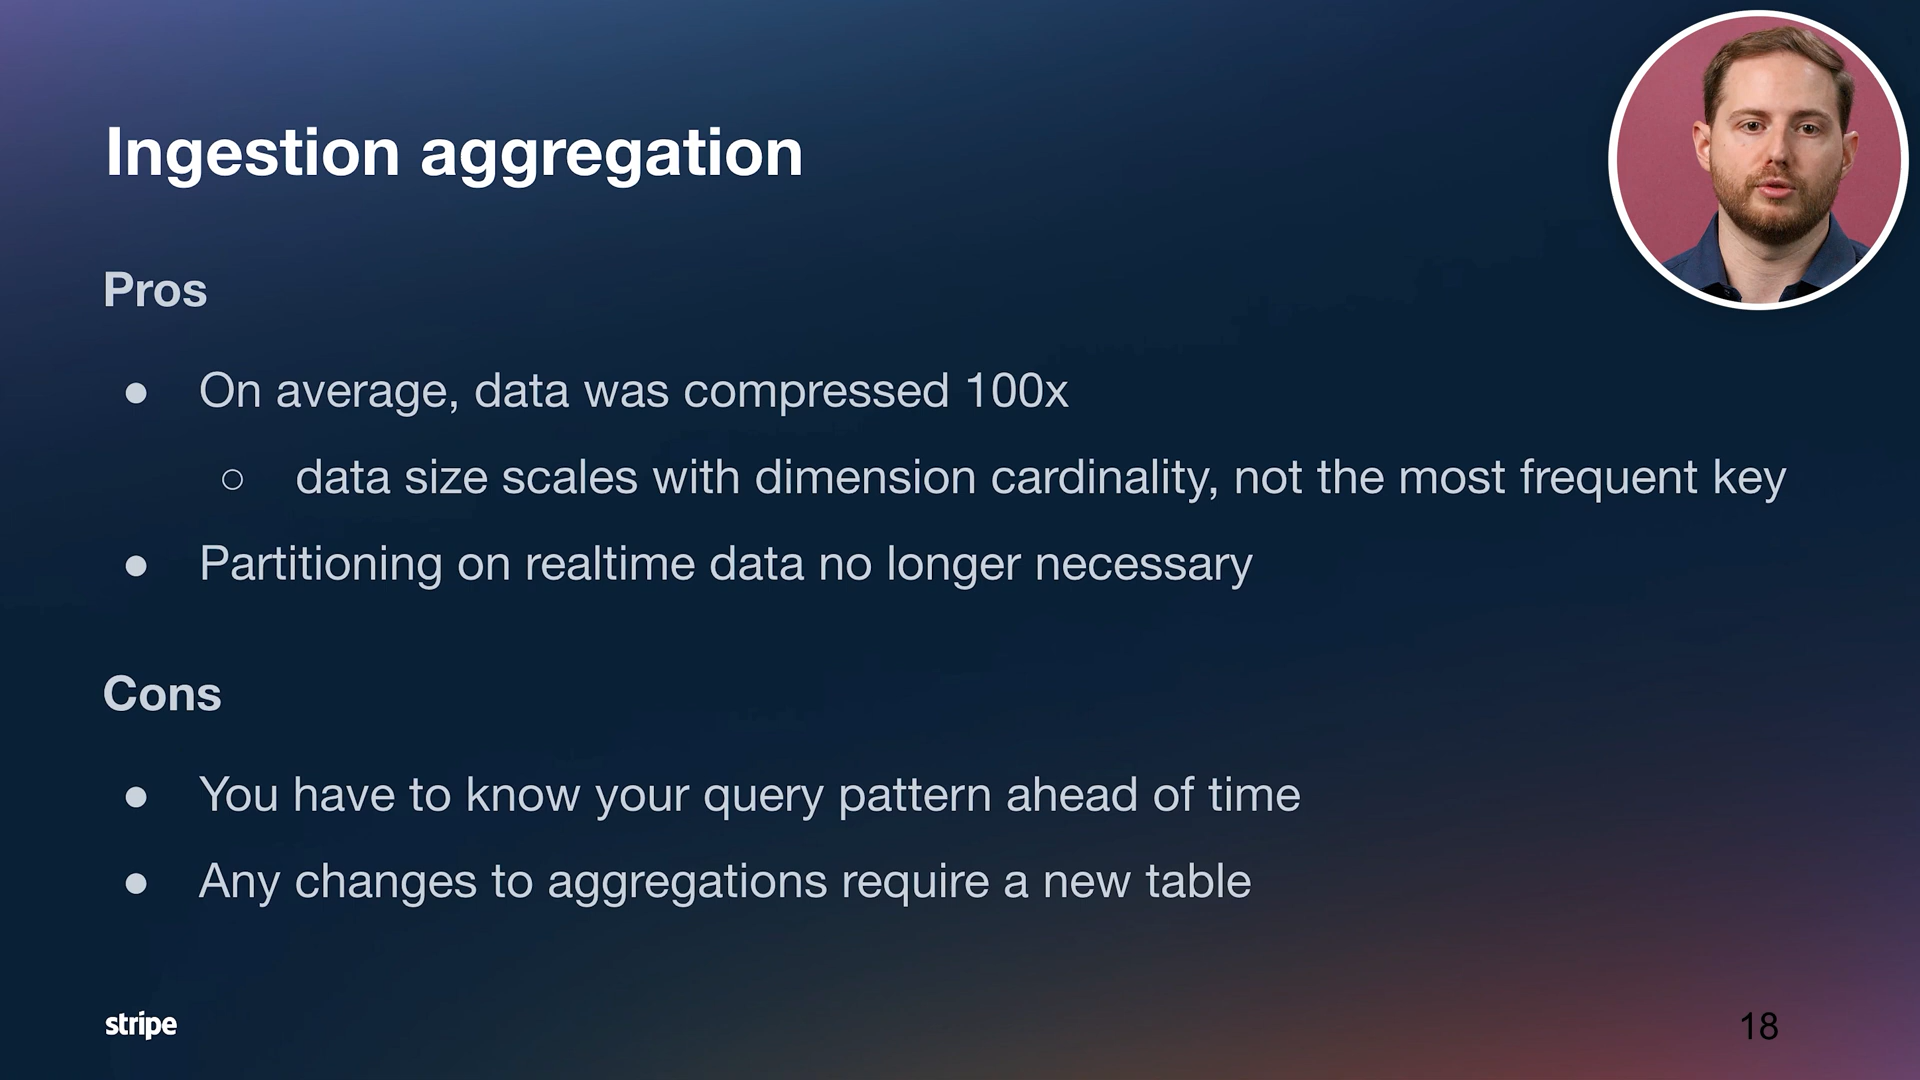 Ingestion aggregation
Pros
● On average, data was compressed 100x
○ data size scales with dimension cardinality, not the most frequent key
● Partitioning on realtime data no longer necessary
Cons
● You have to know your query pattern ahead of time
● Any changes to aggregations require a new table
stripe
18